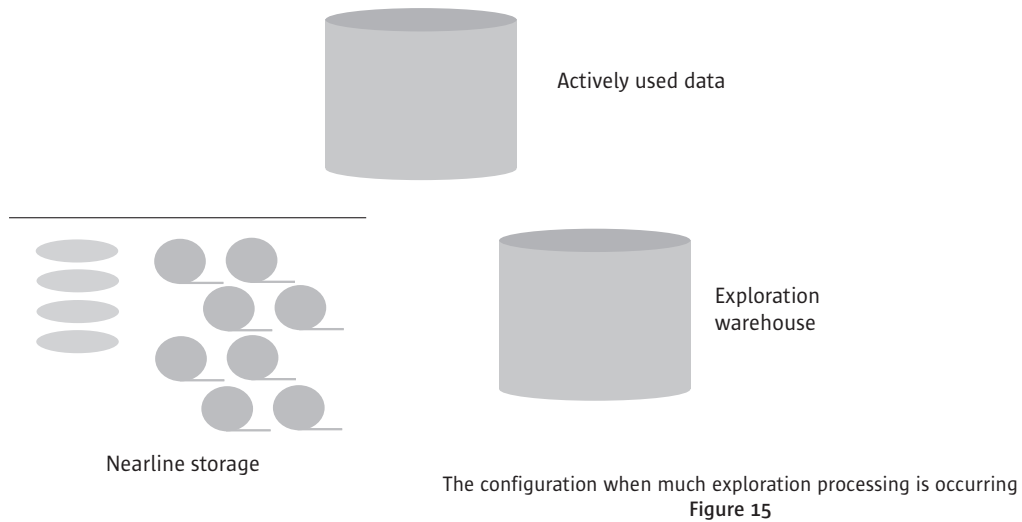 Actively used data
Exploration
warehouse
Nearline storage
The configuration when much exploration processing is occurring
Figure 15